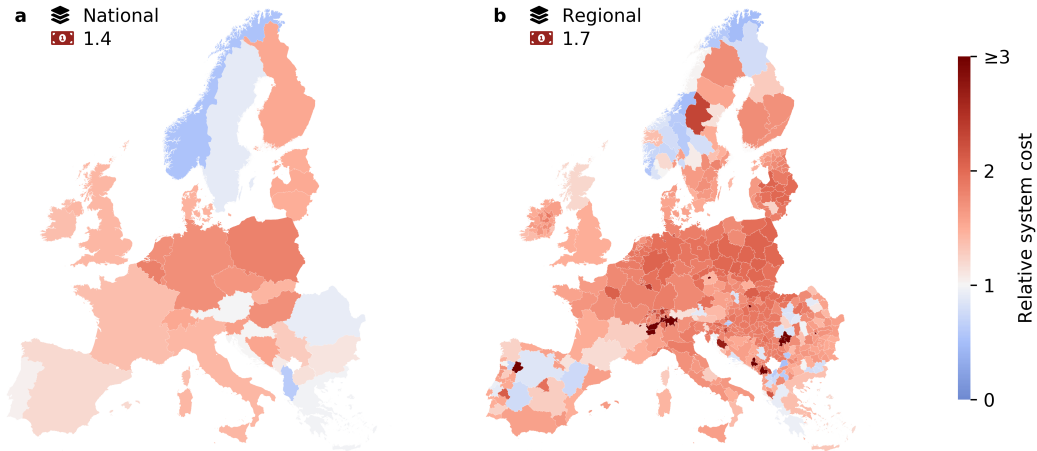 a National
1.4
b Regional
1.7
≥3
2
1
0
Relative system cost